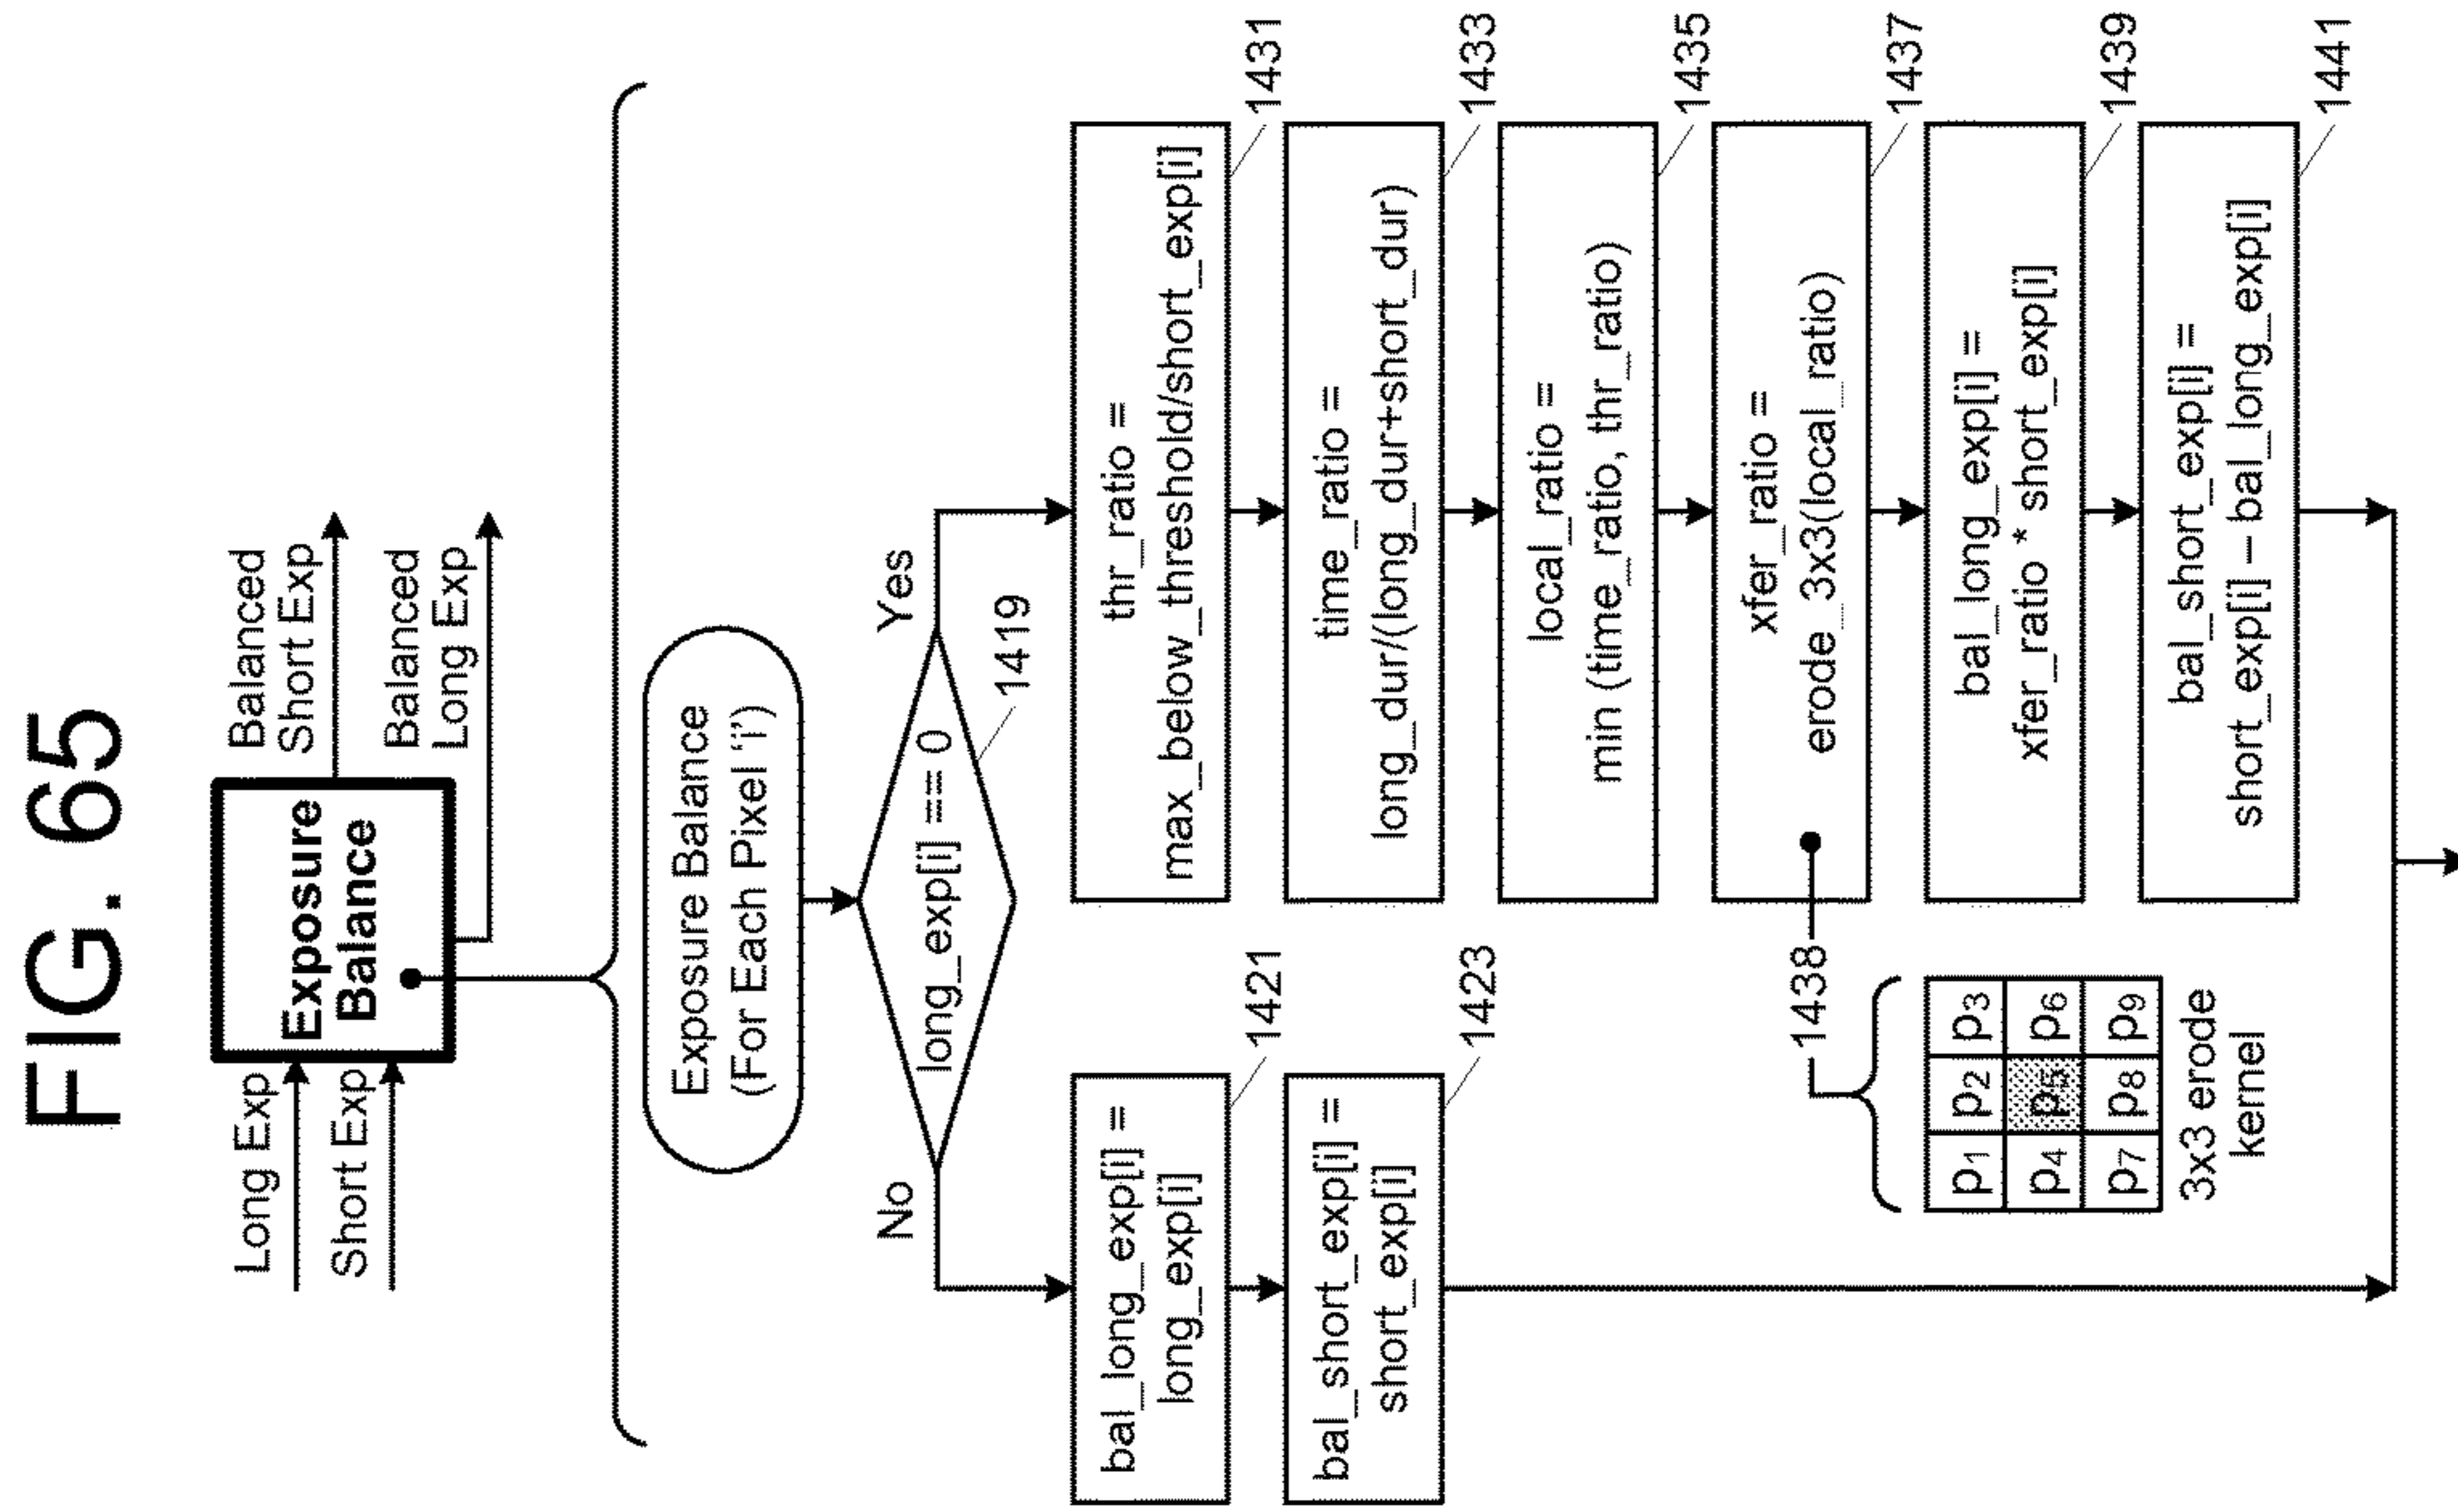 FIG. 65
Long Exp
Short Exp
Exposure
Balance
Balanced
Short Exp
Balanced
Long Exp
Exposure Balance
(For Each Pixel ‘i’)
long_exp[i] == 0
1419
No
Yes
bal_long_exp[i] =
long_exp[i]
1421
bal_short_exp[i] =
short_exp[i]
1423
thr_ratio =
max_below_threshold/short_exp[i]
1431
time_ratio =
long_dur/(long_dur+short_dur)
1433
local_ratio =
min (time_ratio, thr_ratio)
1435
xfer_ratio =
erode_3x3(local_ratio)
1437
1438
p1 p2 p3
p4 p5 p6
p7 p8 p9
3x3 erode
kernel
bal_long_exp[i] =
xfer_ratio * short_exp[i]
1439
bal_short_exp[i] =
short_exp[i] – bal_long_exp[i]
1441